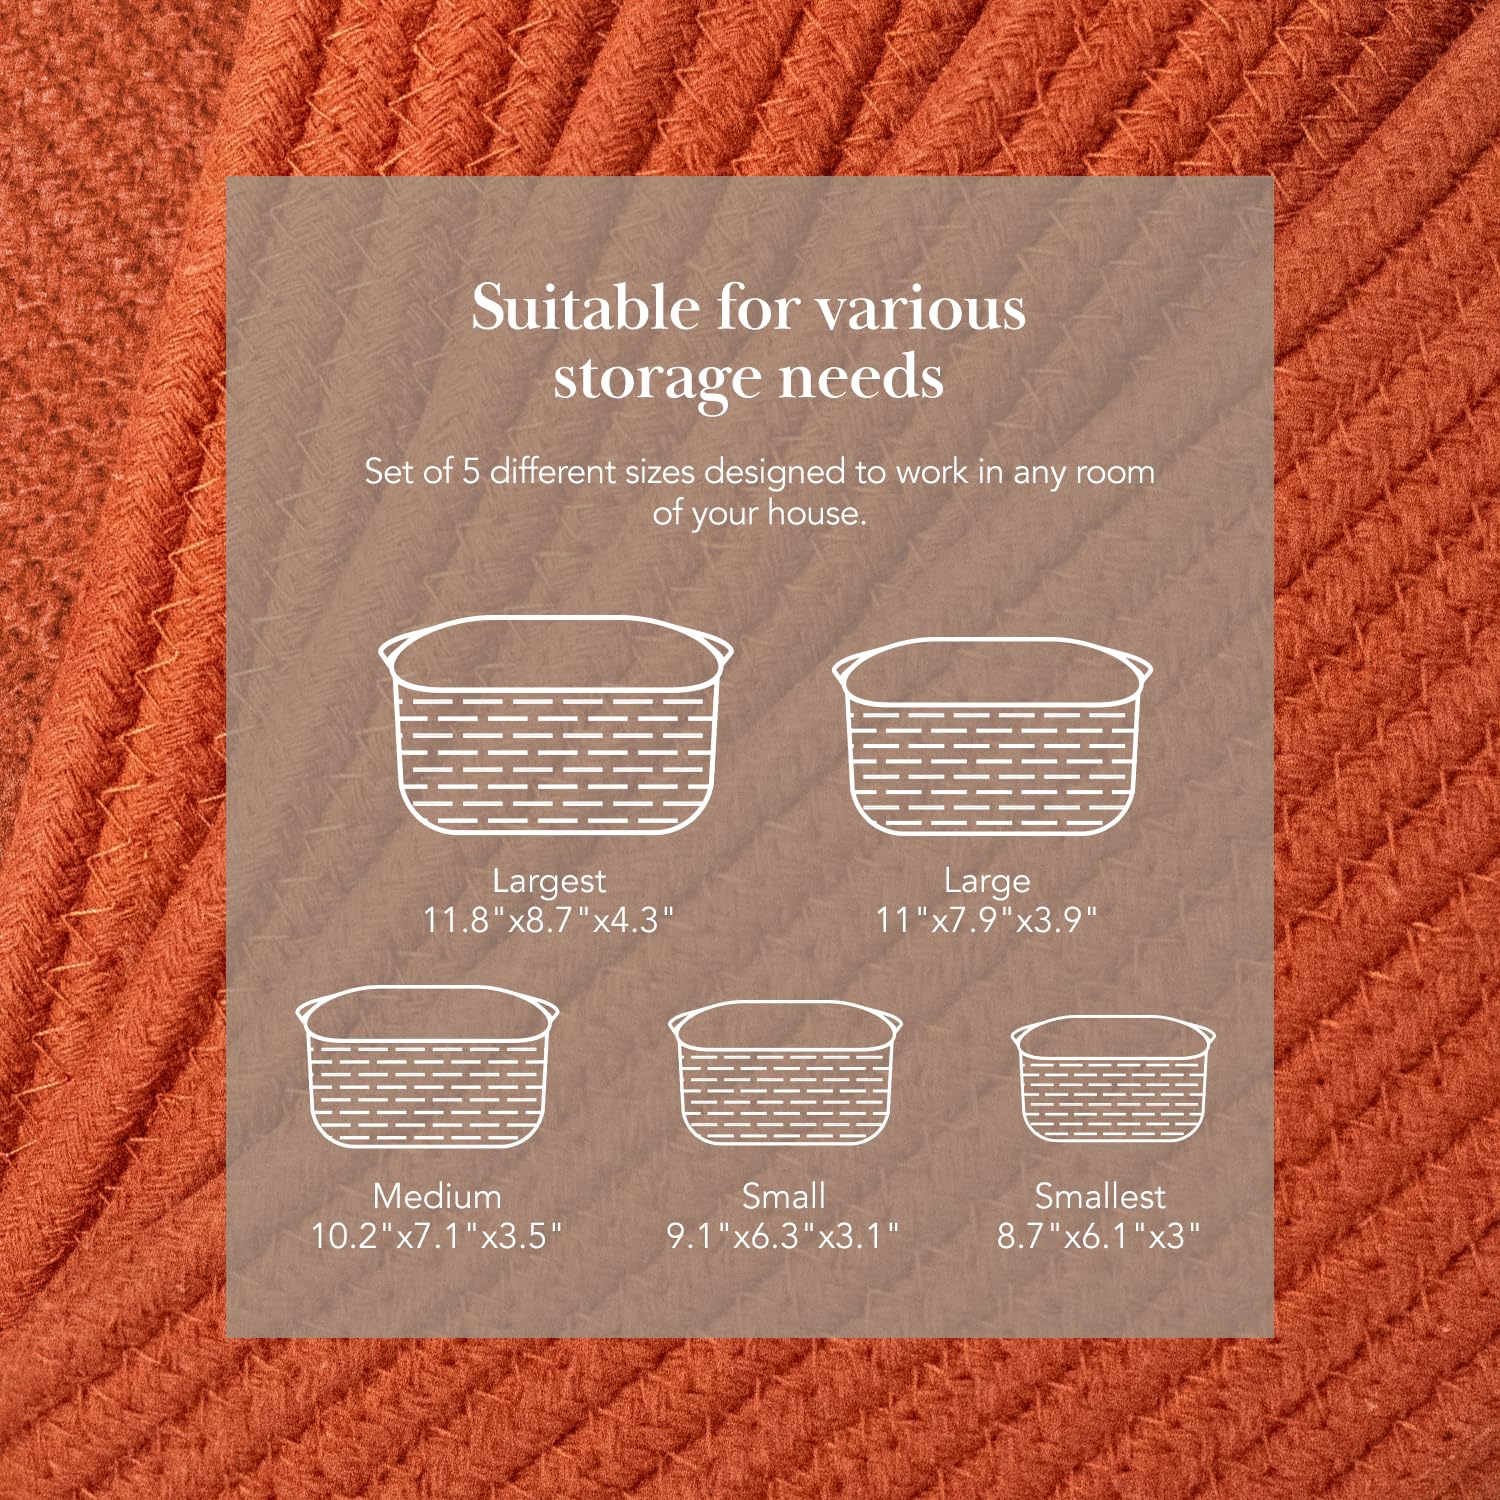 Suitable for various
storage needs
Set of 5 different sizes designed to work in any room
of your house.
Largest
11.8"x8.7"x4.3"
Large
11"x7.9"x3.9"
Medium
10.2"x7.1"x3.5"
Small
9.1"x6.3"x3.1"
Smallest
8.7"x6.1"x3"